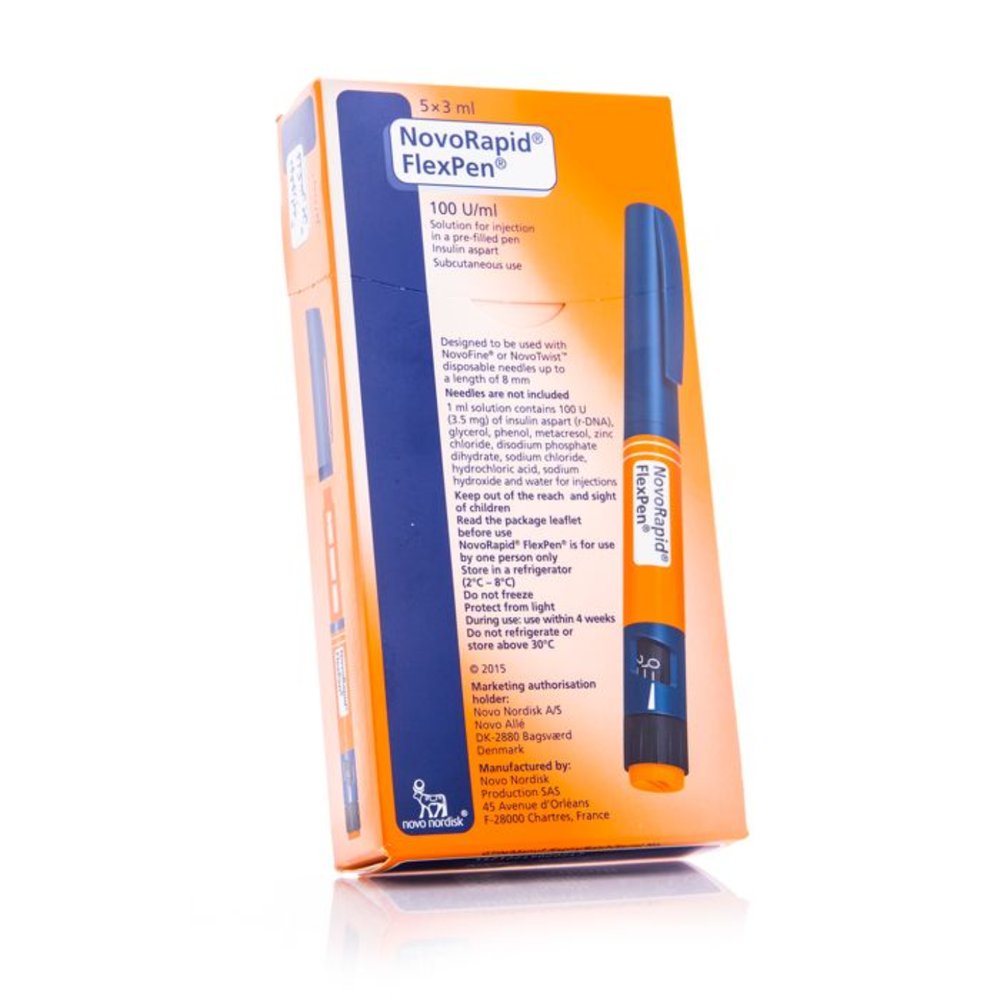 5×3 ml
NovoRapid®
FlexPen®
100 U/ml
Solution for injection
in a pre-filled pen
Insulin aspart
Subcutaneous use
Designed to be used with
NovoFine® or NovoTwist™
disposable needles up to
a length of 8 mm
Needles are not included
1 ml solution contains 100 U
(3.5 mg) of insulin aspart (r-DNA),
glycerol, phenol, metacresol, zinc
chloride, disodium phosphate
dihydrate, sodium chloride,
hydrochloric acid, sodium
hydroxide and water for injections
Keep out of the reach and sight
of children
Read the package leaflet
before use
NovoRapid® FlexPen® is for use
by one person only
Store in a refrigerator
(2°C – 8°C)
Do not freeze
Protect from light
During use: use within 4 weeks
Do not refrigerate or
store above 30°C
© 2015
Marketing authorisation
holder:
Novo Nordisk A/S
Novo Allé
DK-2880 Bagsværd
Denmark
Manufactured by:
Novo Nordisk
Production SAS
45 Avenue d'Orléans
F-28000 Chartres, France
novo nordisk®
NovoRapid®
FlexPen®